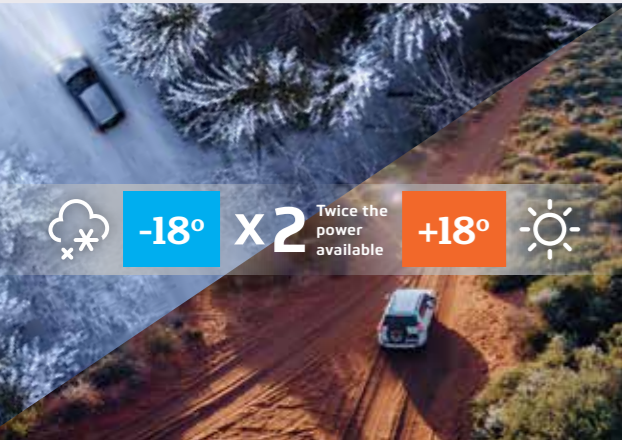 -18º
X2
Twice the
power
available
+18º